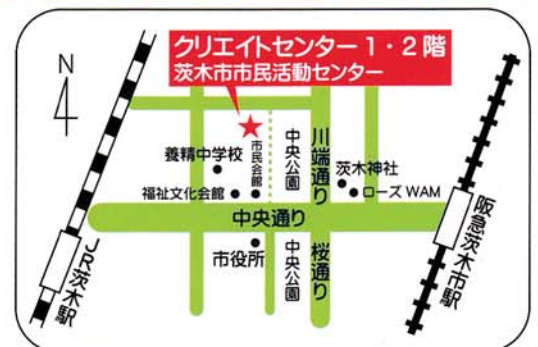 クリエイトセンター1・2階
茨木市市民活動センター
N
養精中学校
市民会館
中央公園
川端通り
茨木神社
ローズ WAM
福祉文化会館
中央通り
市役所
中央公園
桜通り
JR茨木駅
阪急茨木市駅